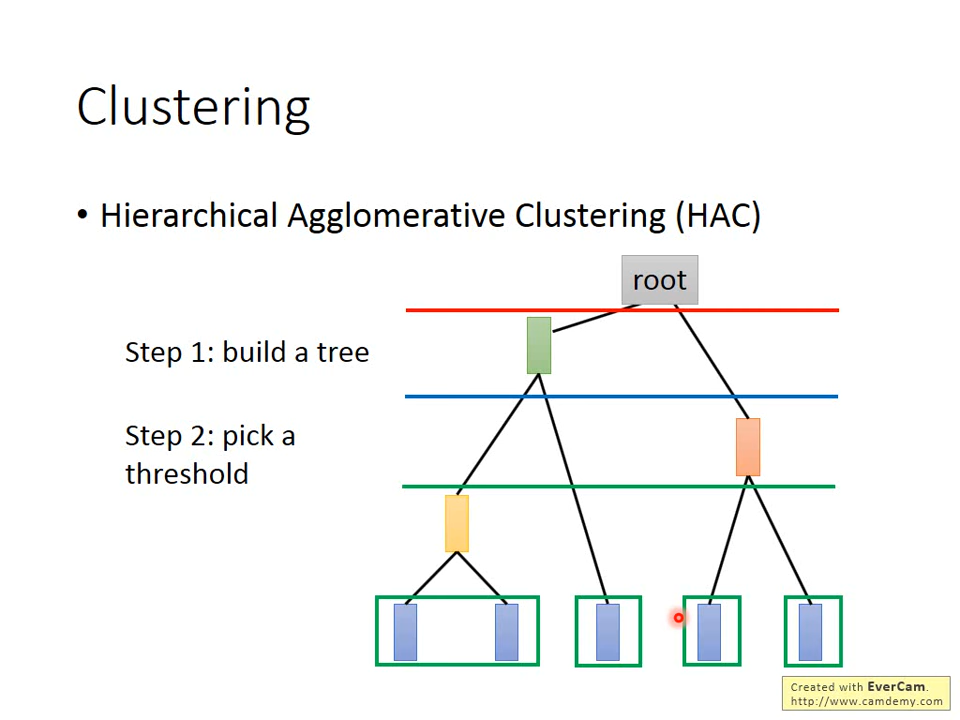 Clustering
• Hierarchical Agglomerative Clustering (HAC)
root
Step 1: build a tree
Step 2: pick a
threshold
Created with EverCam.
http://www.camdemy.com